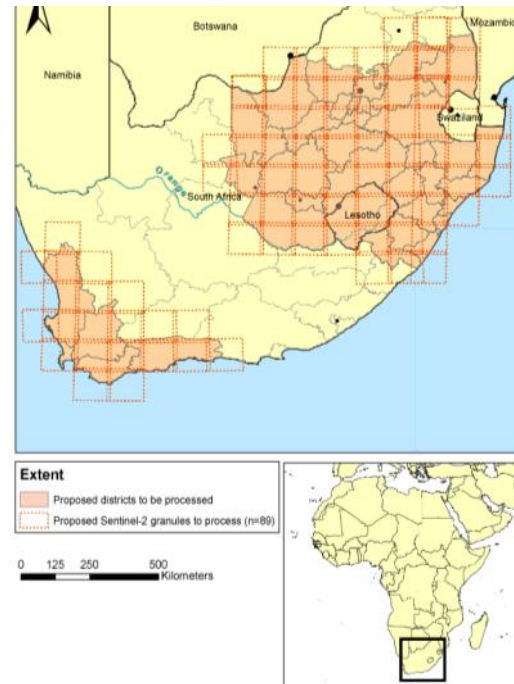 Botswana
Mozambic
Namibia
Swaziland
Orange
South Africa
Lesotho
Extent
Proposed districts to be processed
Proposed Sentinel-2 granules to process (n=89)
0 125 250 500
Kilometers